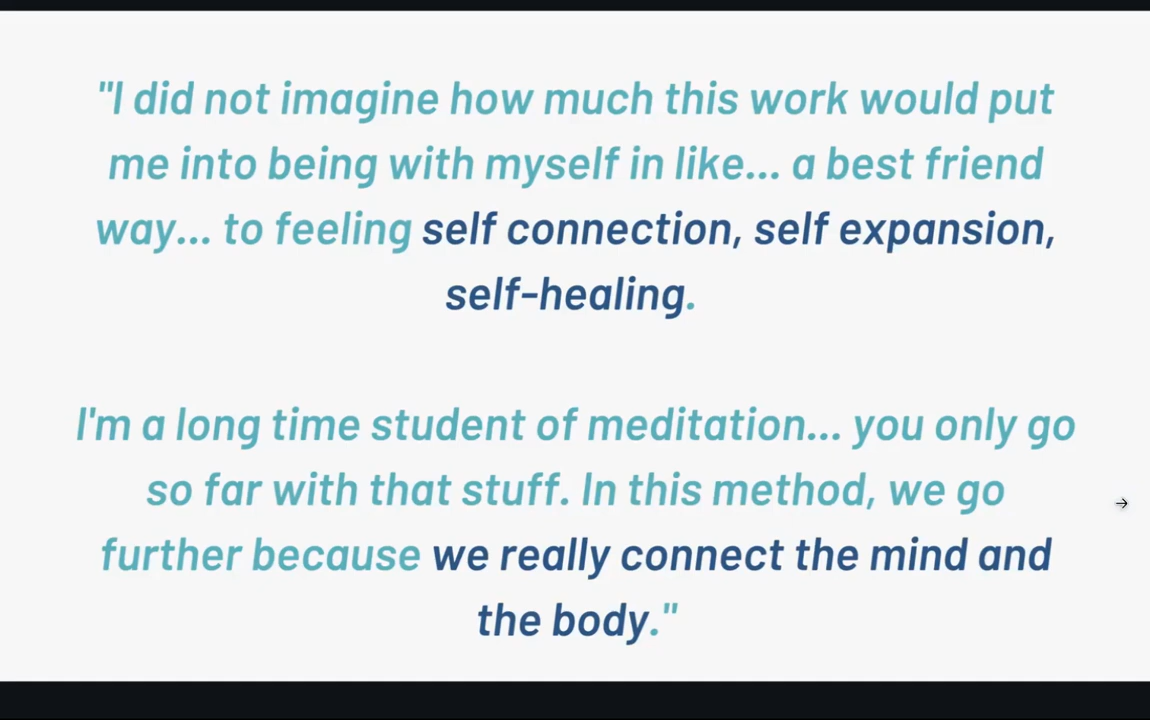 "I did not imagine how much this work would put
me into being with myself in like... a best friend
way... to feeling self connection, self expansion,
self-healing.
I'm a long time student of meditation... you only go
so far with that stuff. In this method, we go
further because we really connect the mind and
the body."